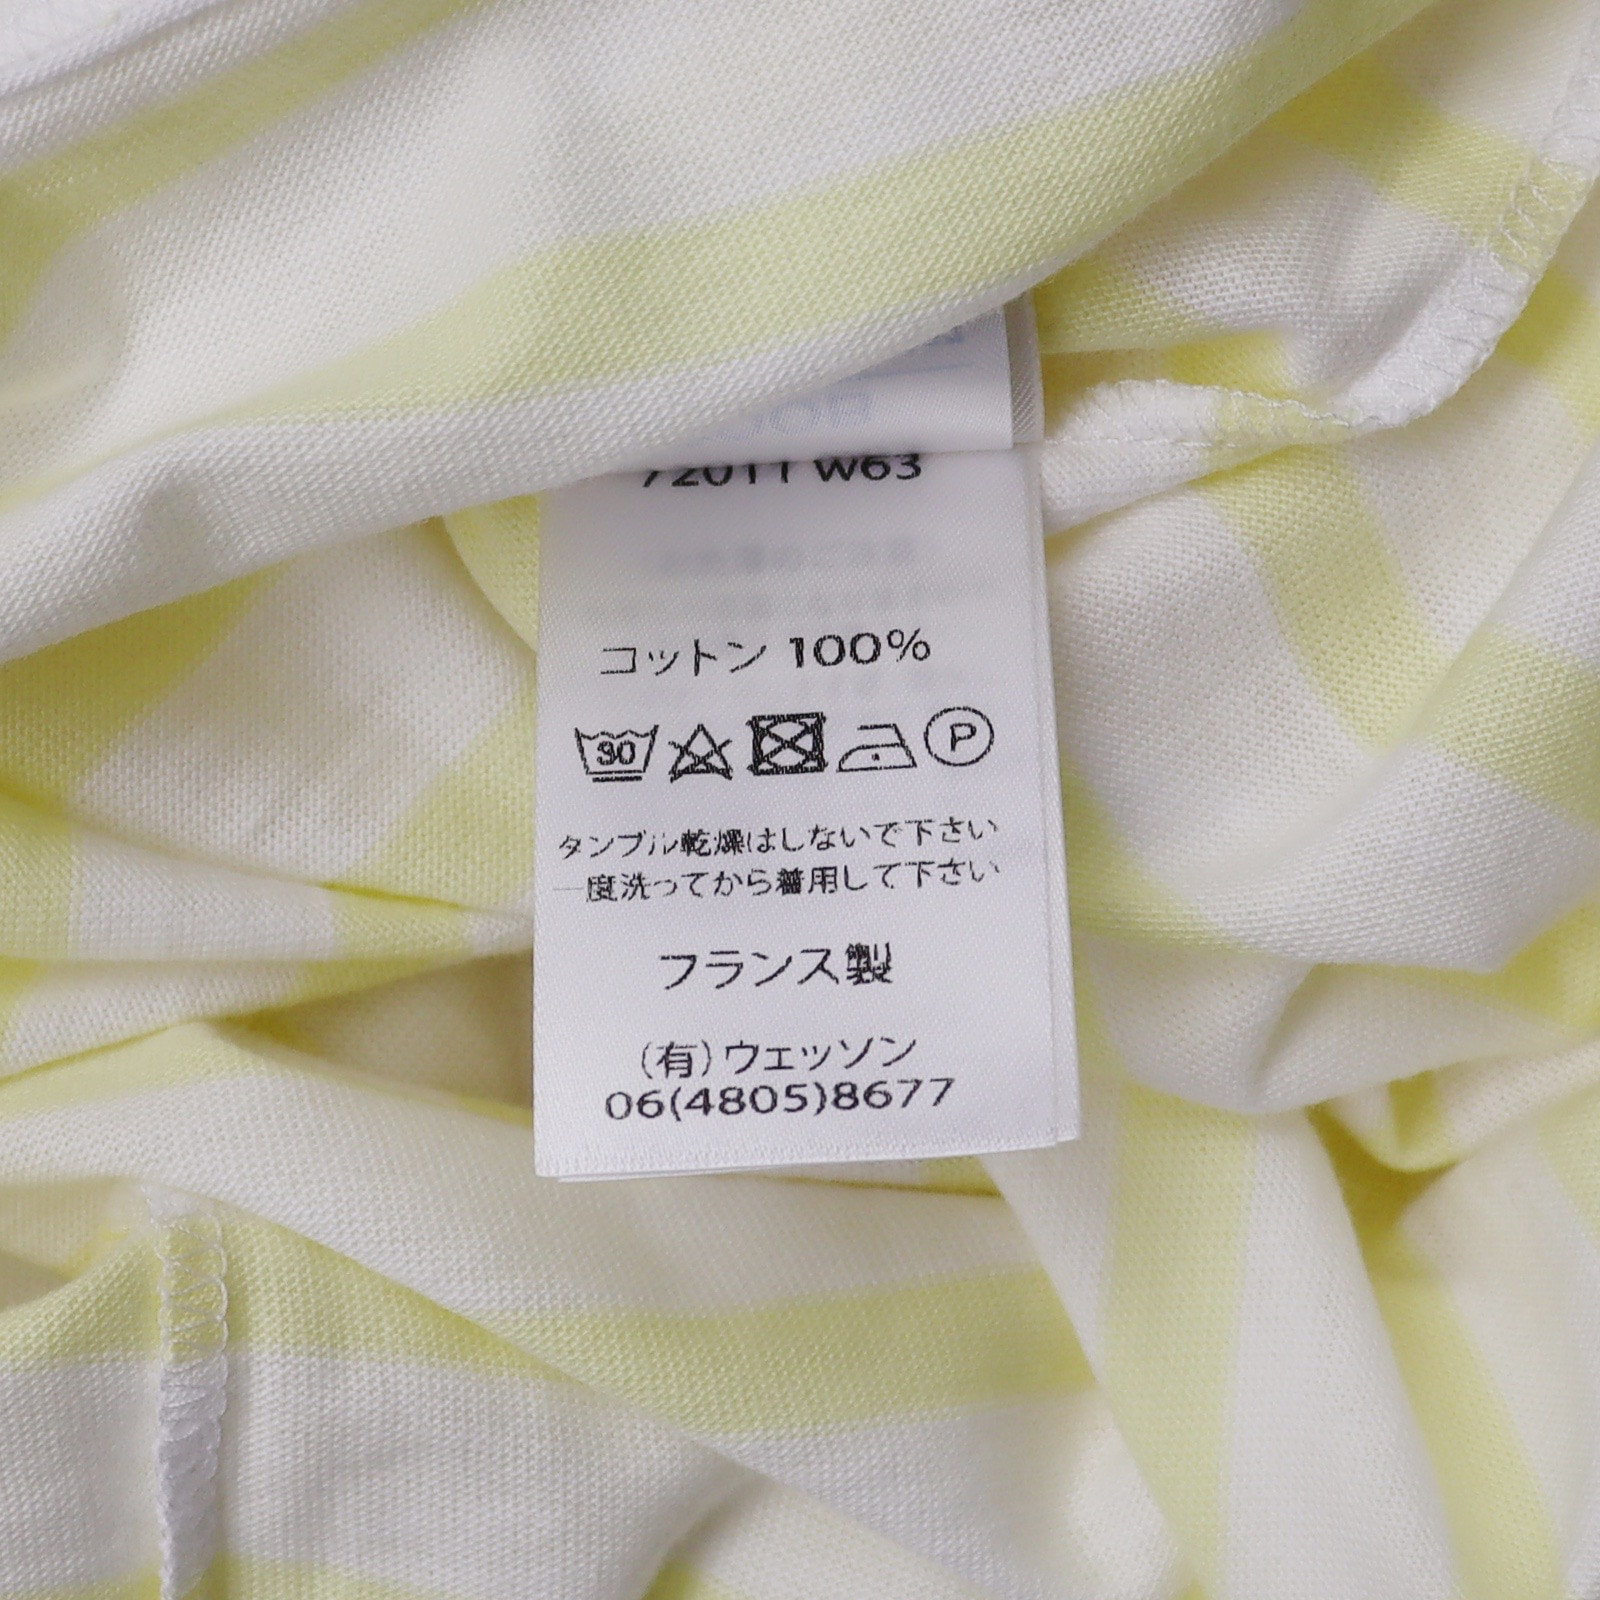 72011 W63
コットン 100%
30
P
タンブル乾燥はしないで下さい
一度洗ってから着用して下さい
フランス製
(有) ウェッソン
06(4805)8677